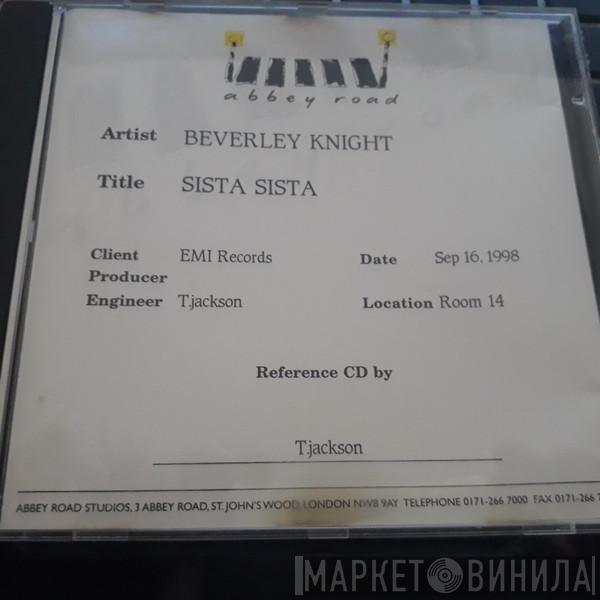 abbey road
Artist BEVERLEY KNIGHT
Title SISTA SISTA
Client EMI Records Date Sep 16, 1998
Producer
Engineer T.jackson Location Room 14
Reference CD by
T.jackson
ABBEY ROAD STUDIOS, 3 ABBEY ROAD, ST. JOHN'S WOOD, LONDON NW8 9AY TELEPHONE 0171-266 7000 FAX 0171-266 7
МАРКЕТ ВИНИЛА